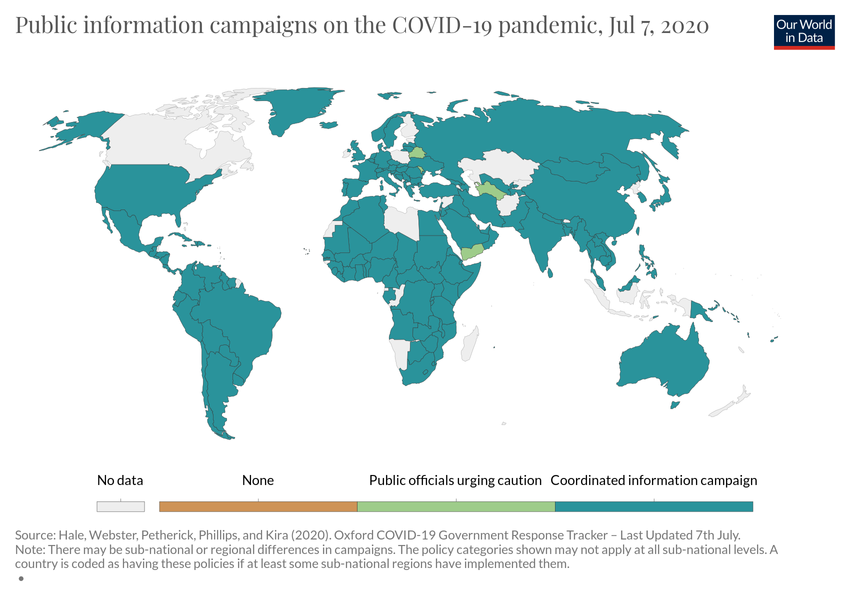 Public information campaigns on the COVID-19 pandemic, Jul 7, 2020
Our World
in Data
No data
None
Public officials urging caution
Coordinated information campaign
Source: Hale, Webster, Petherick, Phillips, and Kira (2020). Oxford COVID-19 Government Response Tracker – Last Updated 7th July.
Note: There may be sub-national or regional differences in campaigns. The policy categories shown may not apply at all sub-national levels. A
country is coded as having these policies if at least some sub-national regions have implemented them.
•